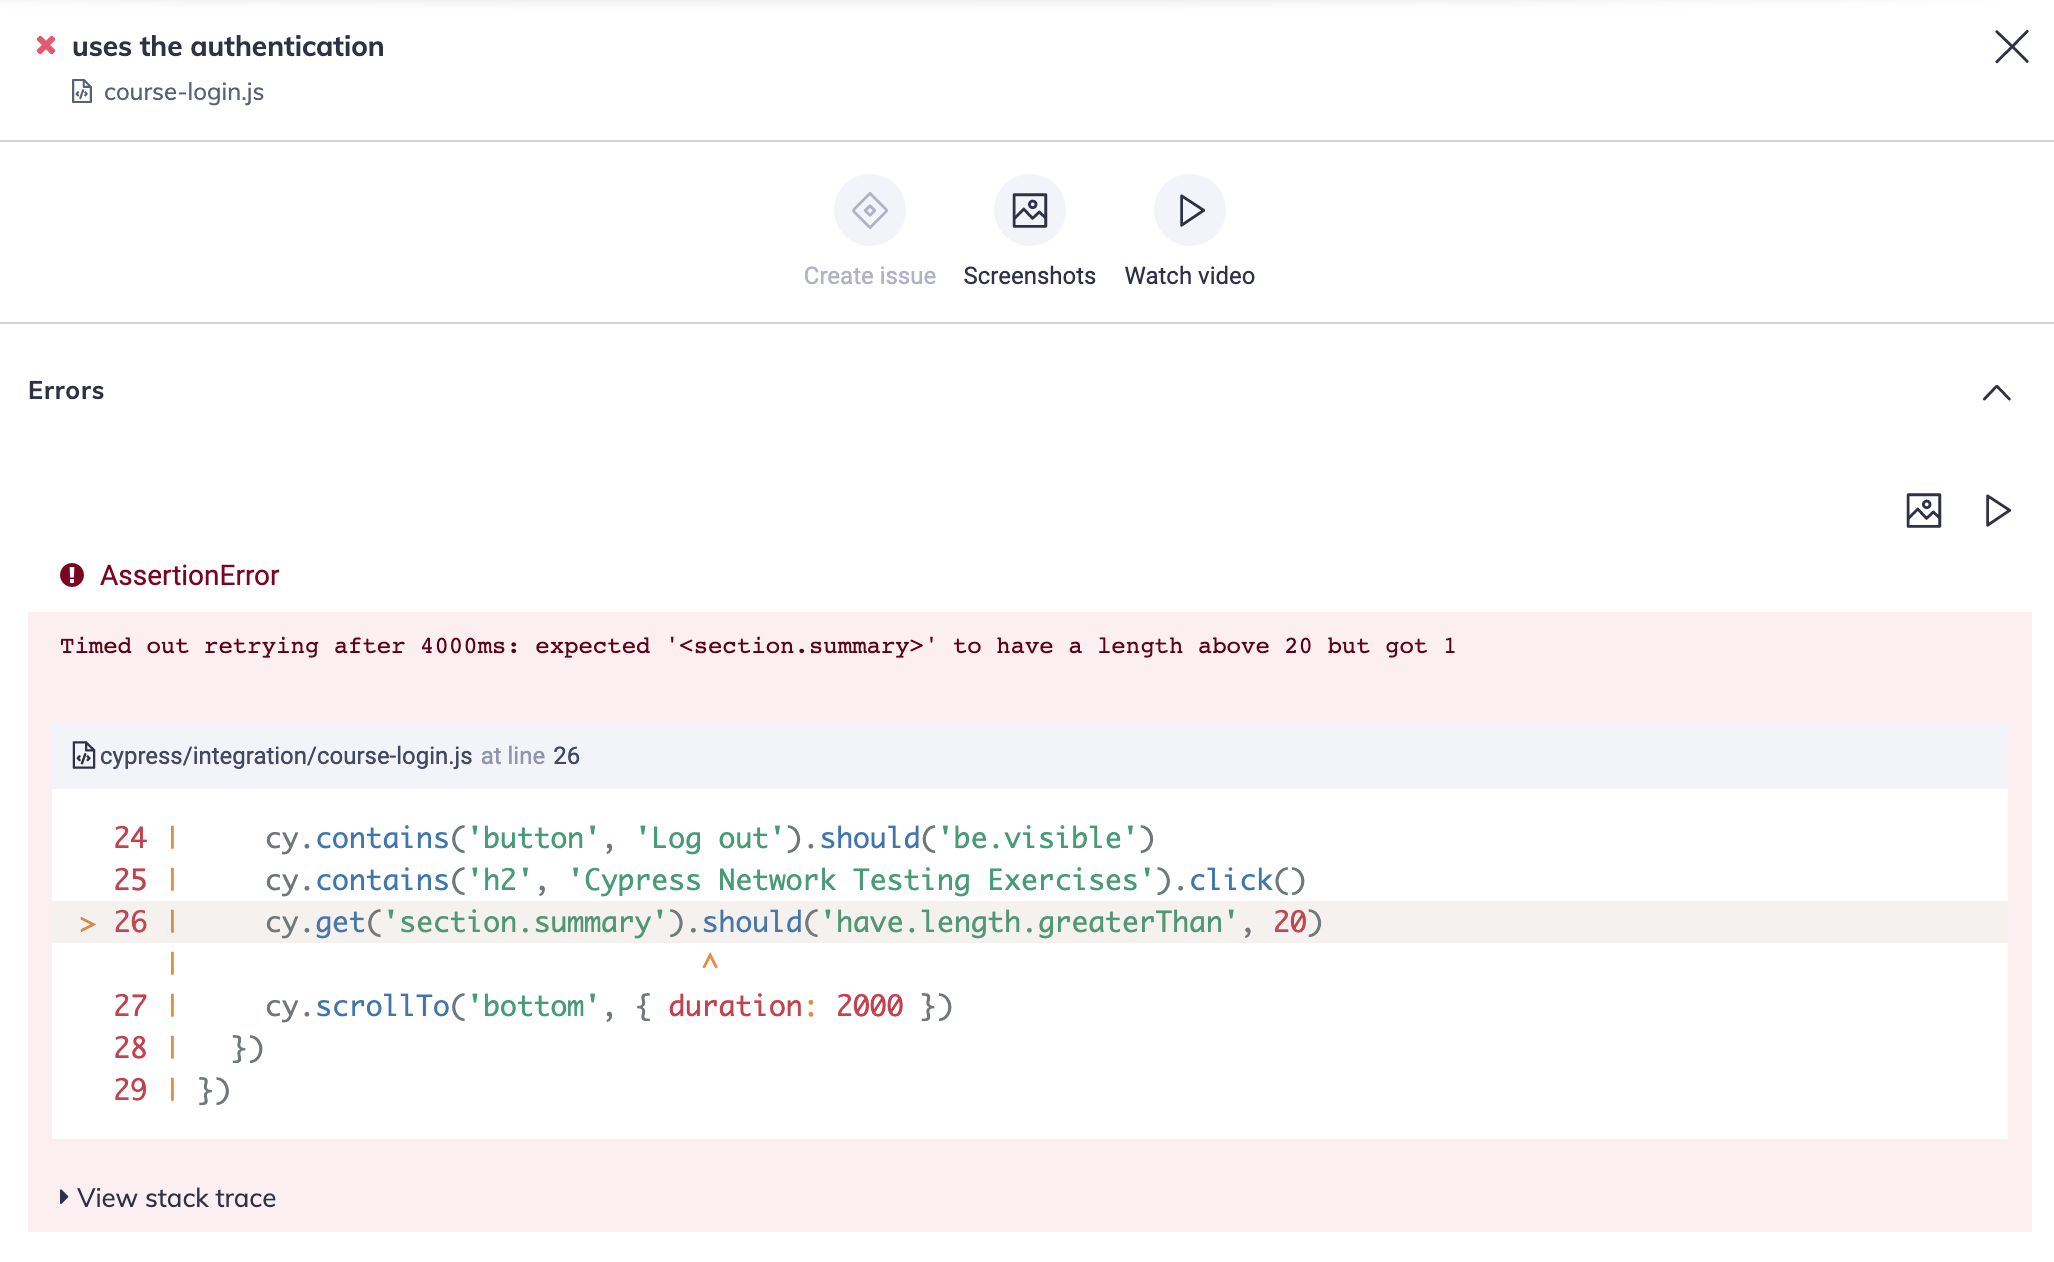 uses the authentication
course-login.js
Create issue
Screenshots
Watch video
Errors
AssertionError
Timed out retrying after 4000ms: expected '<section.summary>' to have a length above 20 but got 1
cypress/integration/course-login.js at line 26
24 |     cy.contains('button', 'Log out').should('be.visible')
25 |     cy.contains('h2', 'Cypress Network Testing Exercises').click()
> 26 |     cy.get('section.summary').should('have.length.greaterThan', 20)
|                               ^
27 |     cy.scrollTo('bottom', { duration: 2000 })
28 |   })
29 | })
View stack trace